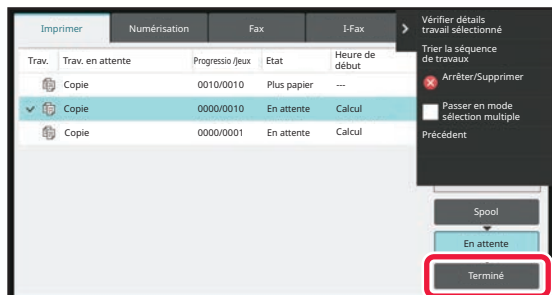 Imprimer Numérisation Fax I-Fax
Vérifier détails
travail sélectionné
Trier la séquence
de travaux
Arrêter/Supprimer
Passer en mode
sélection multiple
Précédent
Trav. Trav. en attente Progressio /Jeux Etat Heure de
début
Copie 0010/0010 Plus papier ---
Copie 0000/0010 En attente Calcul
Copie 0000/0001 En attente Calcul
Spool
En attente
Terminé